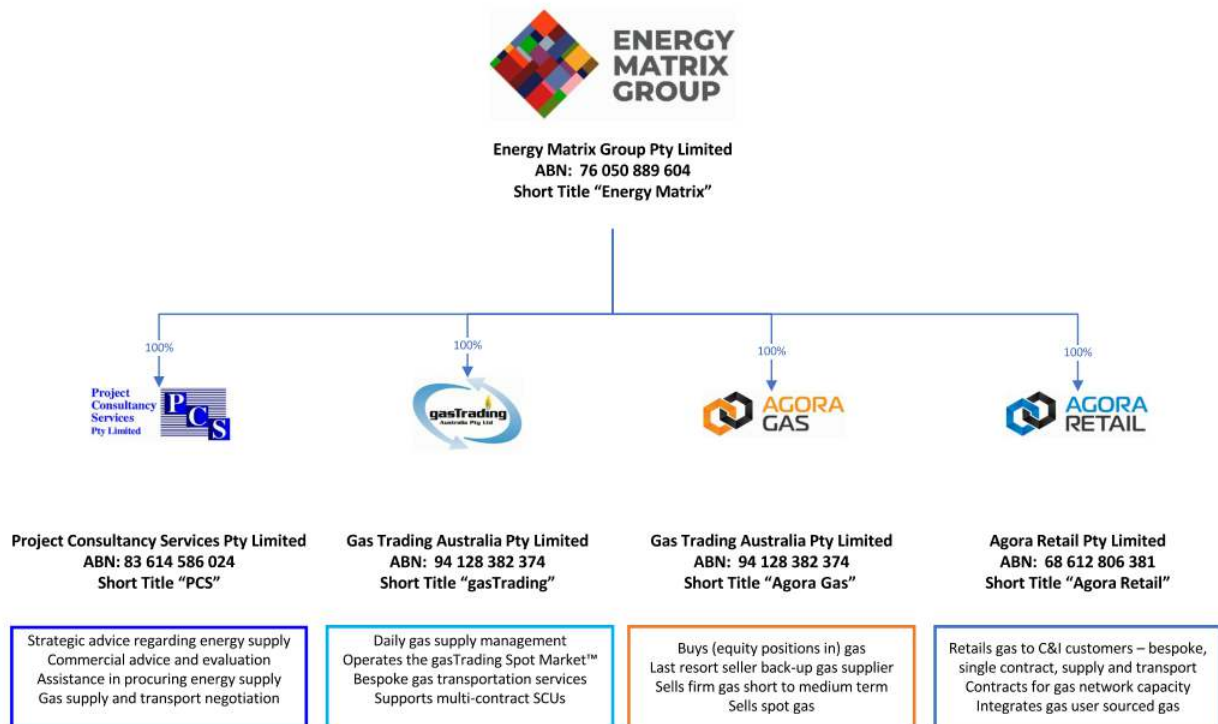 ENERGY
MATRIX
GROUP
Energy Matrix Group Pty Limited
ABN: 76 050 889 604
Short Title “Energy Matrix”
100%
100%
100%
100%
Project
Consultancy
Services
Pty Limited
P
C
S
gasTrading
Australia Pty Ltd
AGORA
GAS
AGORA
RETAIL
Project Consultancy Services Pty Limited
ABN: 83 614 586 024
Short Title “PCS”
Gas Trading Australia Pty Limited
ABN: 94 128 382 374
Short Title “gasTrading”
Gas Trading Australia Pty Limited
ABN: 94 128 382 374
Short Title “Agora Gas”
Agora Retail Pty Limited
ABN: 68 612 806 381
Short Title “Agora Retail”
Strategic advice regarding energy supply
Commercial advice and evaluation
Assistance in procuring energy supply
Gas supply and transport negotiation
Daily gas supply management
Operates the gasTrading Spot Market™
Bespoke gas transportation services
Supports multi-contract SCUs
Buys (equity positions in) gas
Last resort seller back-up gas supplier
Sells firm gas short to medium term
Sells spot gas
Retails gas to C&I customers – bespoke,
single contract, supply and transport
Contracts for gas network capacity
Integrates gas user sourced gas